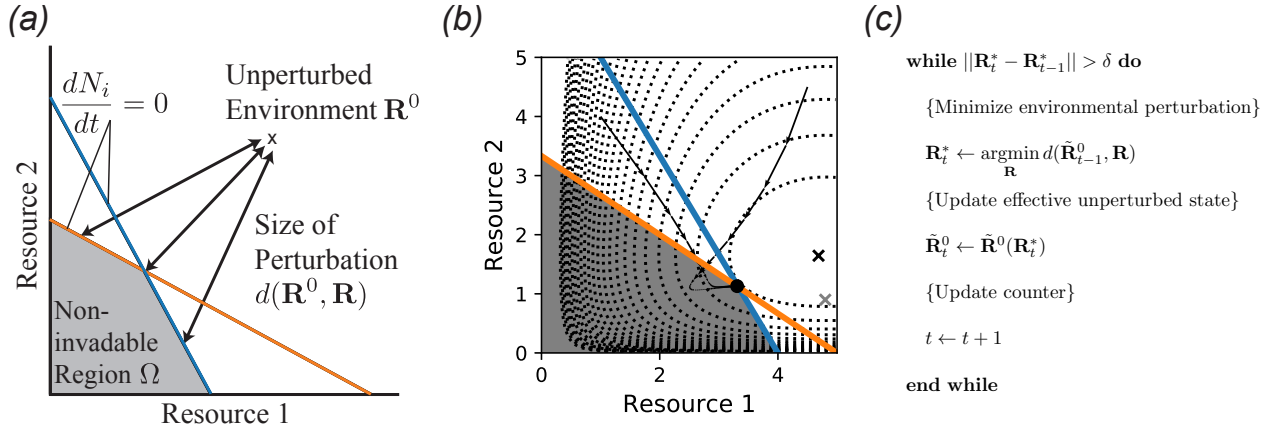 (a)
dN_i/dt = 0
Unperturbed
Environment R^0
x
Size of
Perturbation
d(R^0, R)
Non-
invadable
Region Ω
Resource 2
Resource 1
(b)
5
4
3
2
1
0
0 2 4
Resource 2
Resource 1
(c)
while ||R*_t − R*_{t−1}|| > δ do
{Minimize environmental perturbation}
R*_t ← argmin d(R̃^0_{t−1}, R)
R
{Update effective unperturbed state}
R̃^0_t ← R̃^0(R*_t)
{Update counter}
t ← t + 1
end while